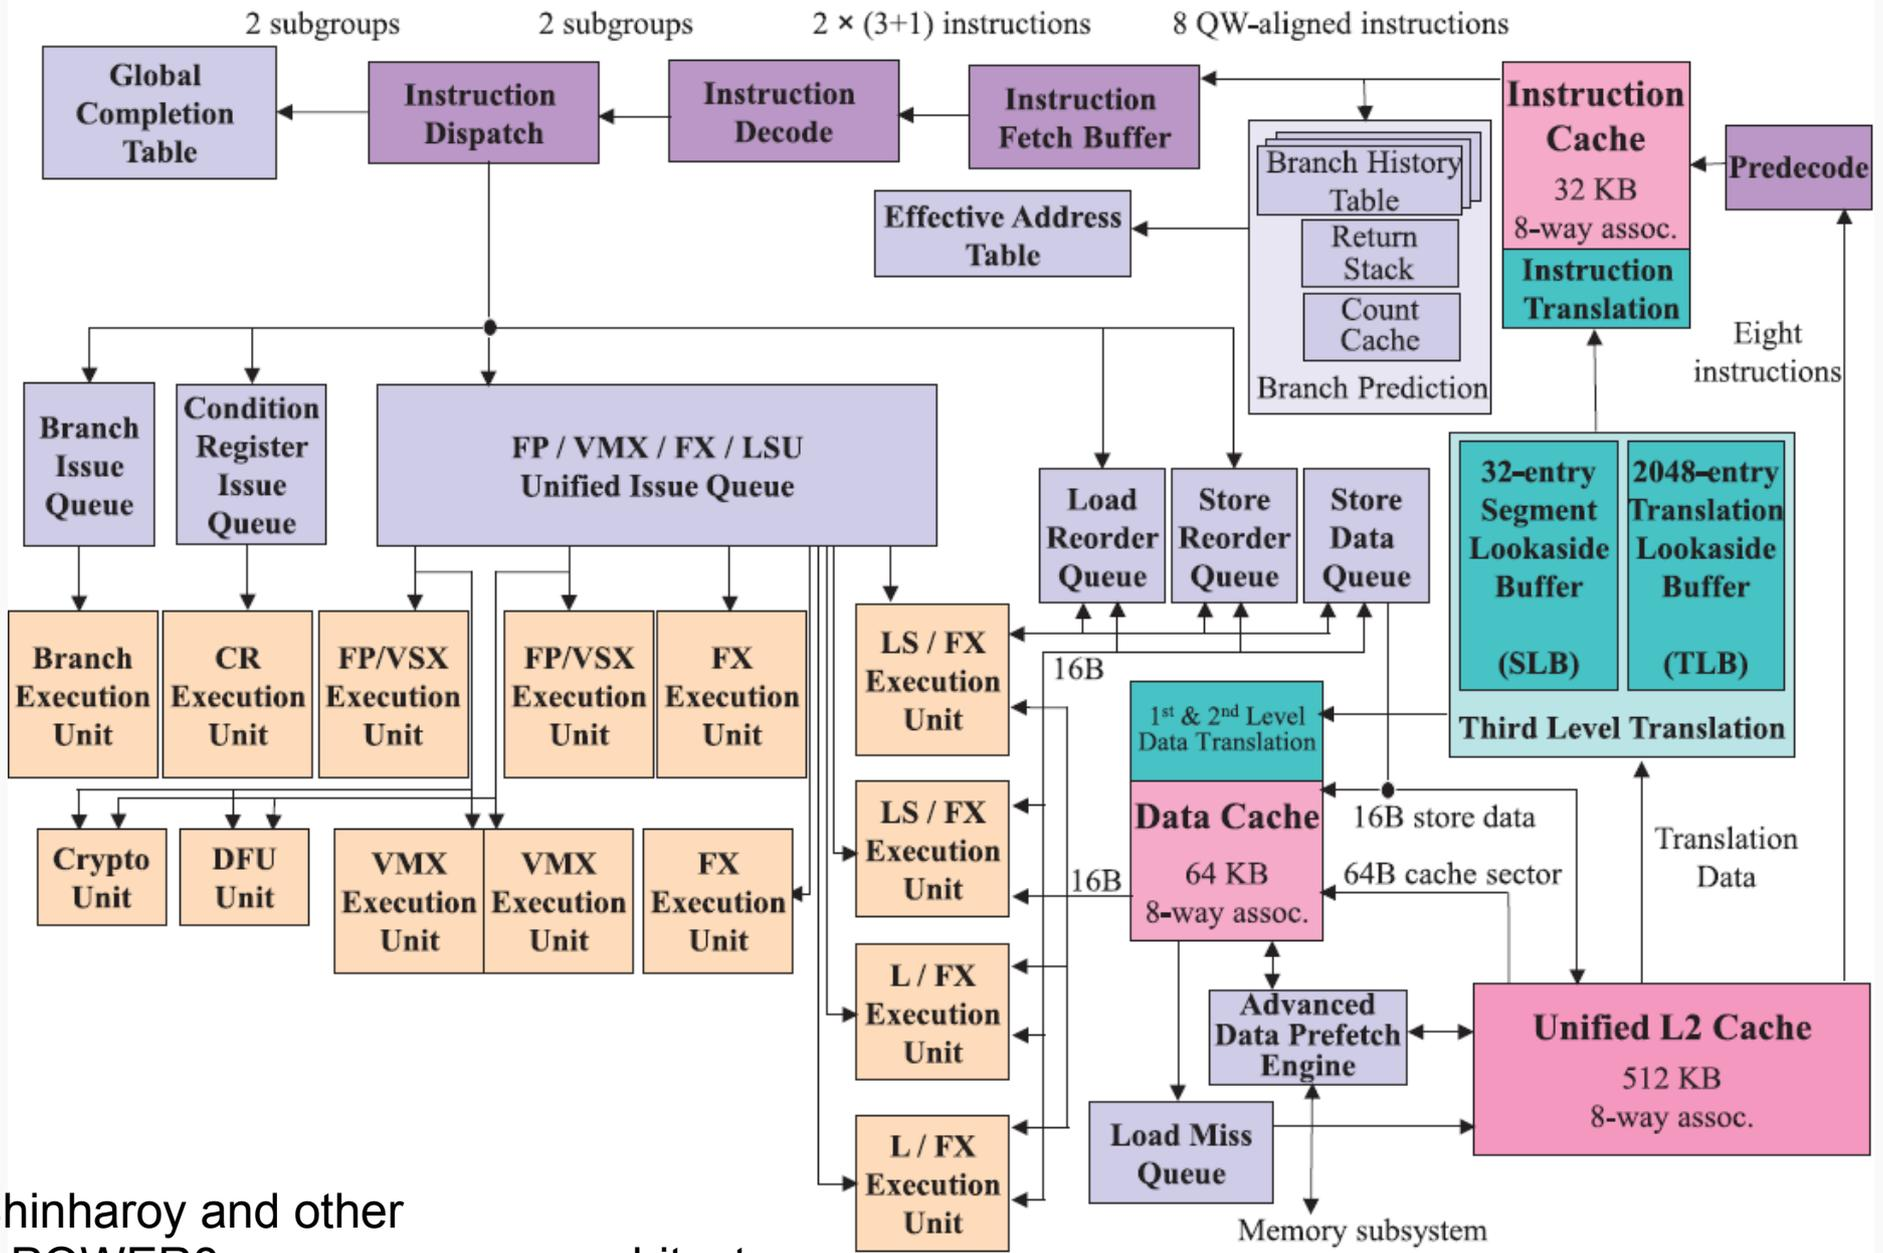 2 subgroups
2 subgroups
2 × (3+1) instructions
8 QW-aligned instructions
Global
Completion
Table
Instruction
Dispatch
Instruction
Decode
Instruction
Fetch Buffer
Instruction
Cache
32 KB
8-way assoc.
Instruction
Translation
Predecode
Effective Address
Table
Branch History
Table
Return
Stack
Count
Cache
Branch Prediction
Eight
instructions
Branch
Issue
Queue
Condition
Register
Issue
Queue
FP / VMX / FX / LSU
Unified Issue Queue
Load
Reorder
Queue
Store
Reorder
Queue
Store
Data
Queue
32-entry
Segment
Lookaside
Buffer
(SLB)
2048-entry
Translation
Lookaside
Buffer
(TLB)
Third Level Translation
Branch
Execution
Unit
CR
Execution
Unit
FP/VSX
Execution
Unit
FP/VSX
Execution
Unit
FX
Execution
Unit
LS / FX
Execution
Unit
16B
1st & 2nd Level
Data Translation
Data Cache
64 KB
8-way assoc.
16B store data
64B cache sector
Translation
Data
LS / FX
Execution
Unit
16B
Crypto
Unit
DFU
Unit
VMX
Execution
Unit
VMX
Execution
Unit
FX
Execution
Unit
L / FX
Execution
Unit
Advanced
Data Prefetch
Engine
Unified L2 Cache
512 KB
8-way assoc.
L / FX
Execution
Unit
Load Miss
Queue
Memory subsystem
hinharoy and other